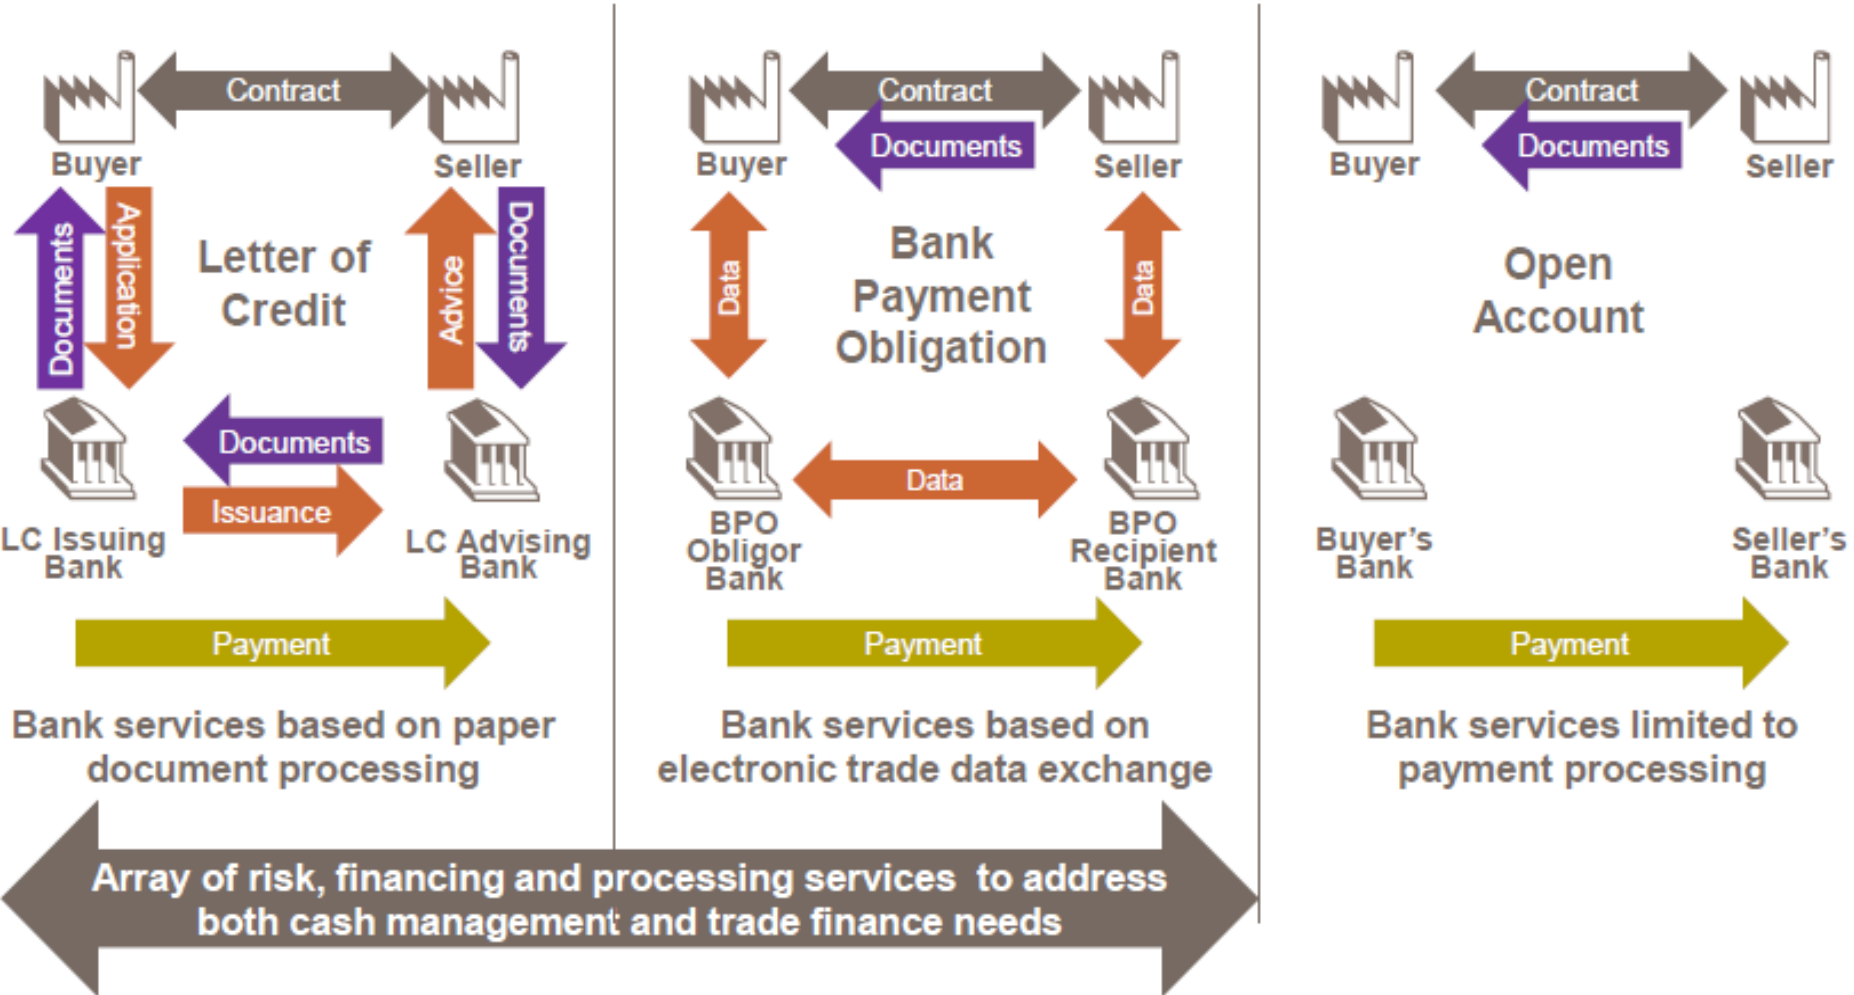 Contract
Buyer
Seller
Documents
Application
Letter of
Credit
Advice
Documents
Documents
Issuance
LC Issuing
Bank
LC Advising
Bank
Payment
Bank services based on paper
document processing
Contract
Documents
Buyer
Seller
Data
Bank
Payment
Obligation
Data
Data
BPO
Obligor
Bank
BPO
Recipient
Bank
Payment
Bank services based on
electronic trade data exchange
Contract
Documents
Buyer
Seller
Open
Account
Buyer's
Bank
Seller's
Bank
Payment
Bank services limited to
payment processing
Array of risk, financing and processing services to address
both cash management and trade finance needs